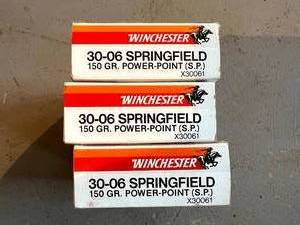 WINCHESTER
30-06 SPRINGFIELD
150 GR. POWER-POINT (S.P.)
X30061
WINCHESTER
30-06 SPRINGFIELD
150 GR. POWER-POINT (S.P.)
X30061
WINCHESTER
30-06 SPRINGFIELD
150 GR. POWER-POINT (S.P.)
X30061